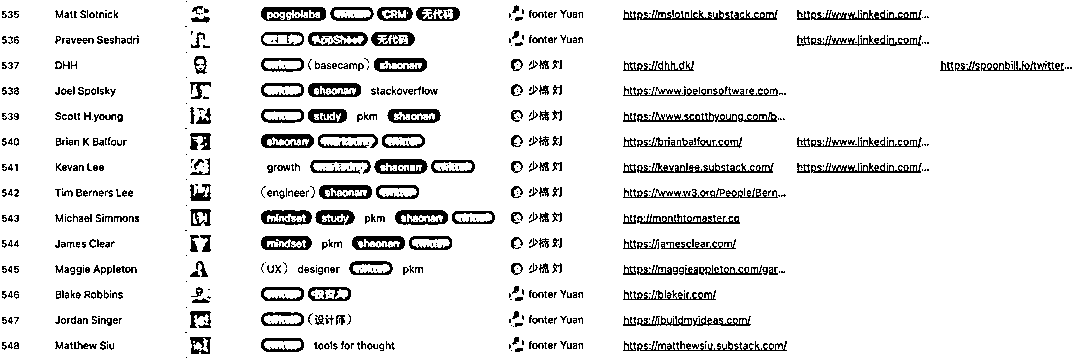 535 Matt Slotnick poggiolabs CRM 无代码 fonter Yuan https://mslotnick.substack.com/ https://www.linkedin.com/...
536 Praveen Seshadri AppSheet 无代码 fonter Yuan https://www.linkedin.com/...
537 DHH (basecamp) shaonan 少楠 刘 https://dhh.dk/ https://spoonbill.io/twitter...
538 Joel Spolsky shaonan stackoverflow 少楠 刘 https://www.joelonsoftware.com...
539 Scott H.young study pkm shaonan 少楠 刘 https://www.scotthyoung.com/b...
540 Brian K Balfour shaonan marketing 少楠 刘 https://brianbalfour.com/ https://www.linkedin.com/...
541 Kevan Lee growth marketing shaonan 少楠 刘 https://kevanlee.substack.com/ https://www.linkedin.com/...
542 Tim Berners Lee (engineer) shaonan 少楠 刘 https://www.w3.org/People/Bern...
543 Michael Simmons mindset study pkm shaonan 少楠 刘 http://monthtomaster.co
544 James Clear mindset pkm shaonan 少楠 刘 https://jamesclear.com/
545 Maggie Appleton (UX) designer pkm 少楠 刘 https://maggieappleton.com/gar...
546 Blake Robbins 投资人 fonter Yuan https://blakeir.com/
547 Jordan Singer (设计师) fonter Yuan https://ibuildmyideas.com/
548 Matthew Siu tools for thought fonter Yuan https://matthewsiu.substack.com/